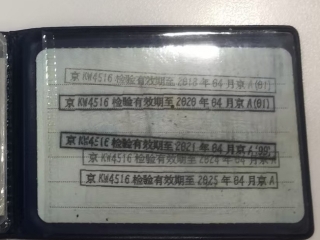 京 KW4516 检验有效期至 2018 年 04 月京 A(01)
京 KW4516 检验有效期至 2020 年 04 月京 A(01)
京 KW4516 检验有效期至 2021 年 04 月京
京 KW4516 检验有效期至 2024 年 04 月京 A
京 KW4516 检验有效期至 2025 年 04 月京 A